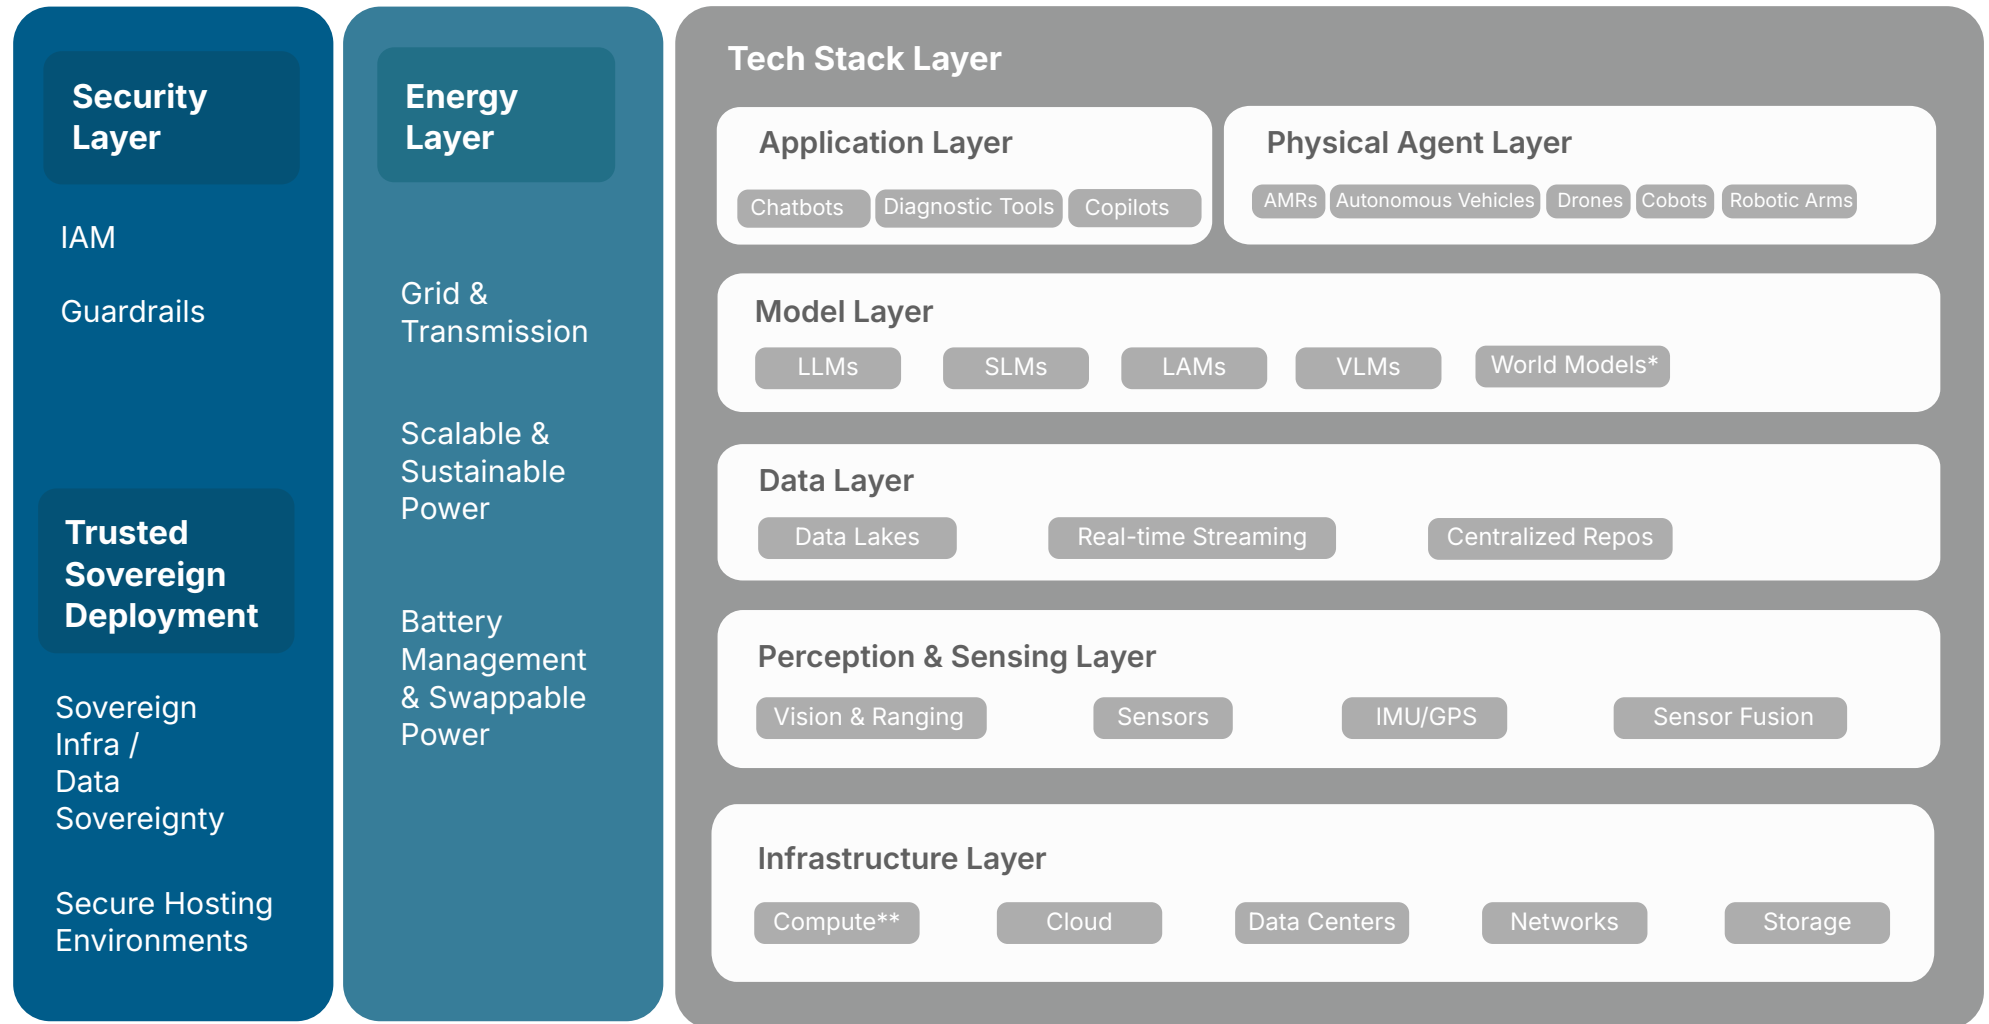 Security
Layer
IAM
Guardrails
Trusted
Sovereign
Deployment
Sovereign
Infra /
Data
Sovereignty
Secure Hosting
Environments
Energy
Layer
Grid &
Transmission
Scalable &
Sustainable
Power
Battery
Management
& Swappable
Power
Tech Stack Layer
Application Layer
Chatbots
Diagnostic Tools
Copilots
Physical Agent Layer
AMRs
Autonomous Vehicles
Drones
Cobots
Robotic Arms
Model Layer
LLMs
SLMs
LAMs
VLMs
World Models*
Data Layer
Data Lakes
Real-time Streaming
Centralized Repos
Perception & Sensing Layer
Vision & Ranging
Sensors
IMU/GPS
Sensor Fusion
Infrastructure Layer
Compute**
Cloud
Data Centers
Networks
Storage